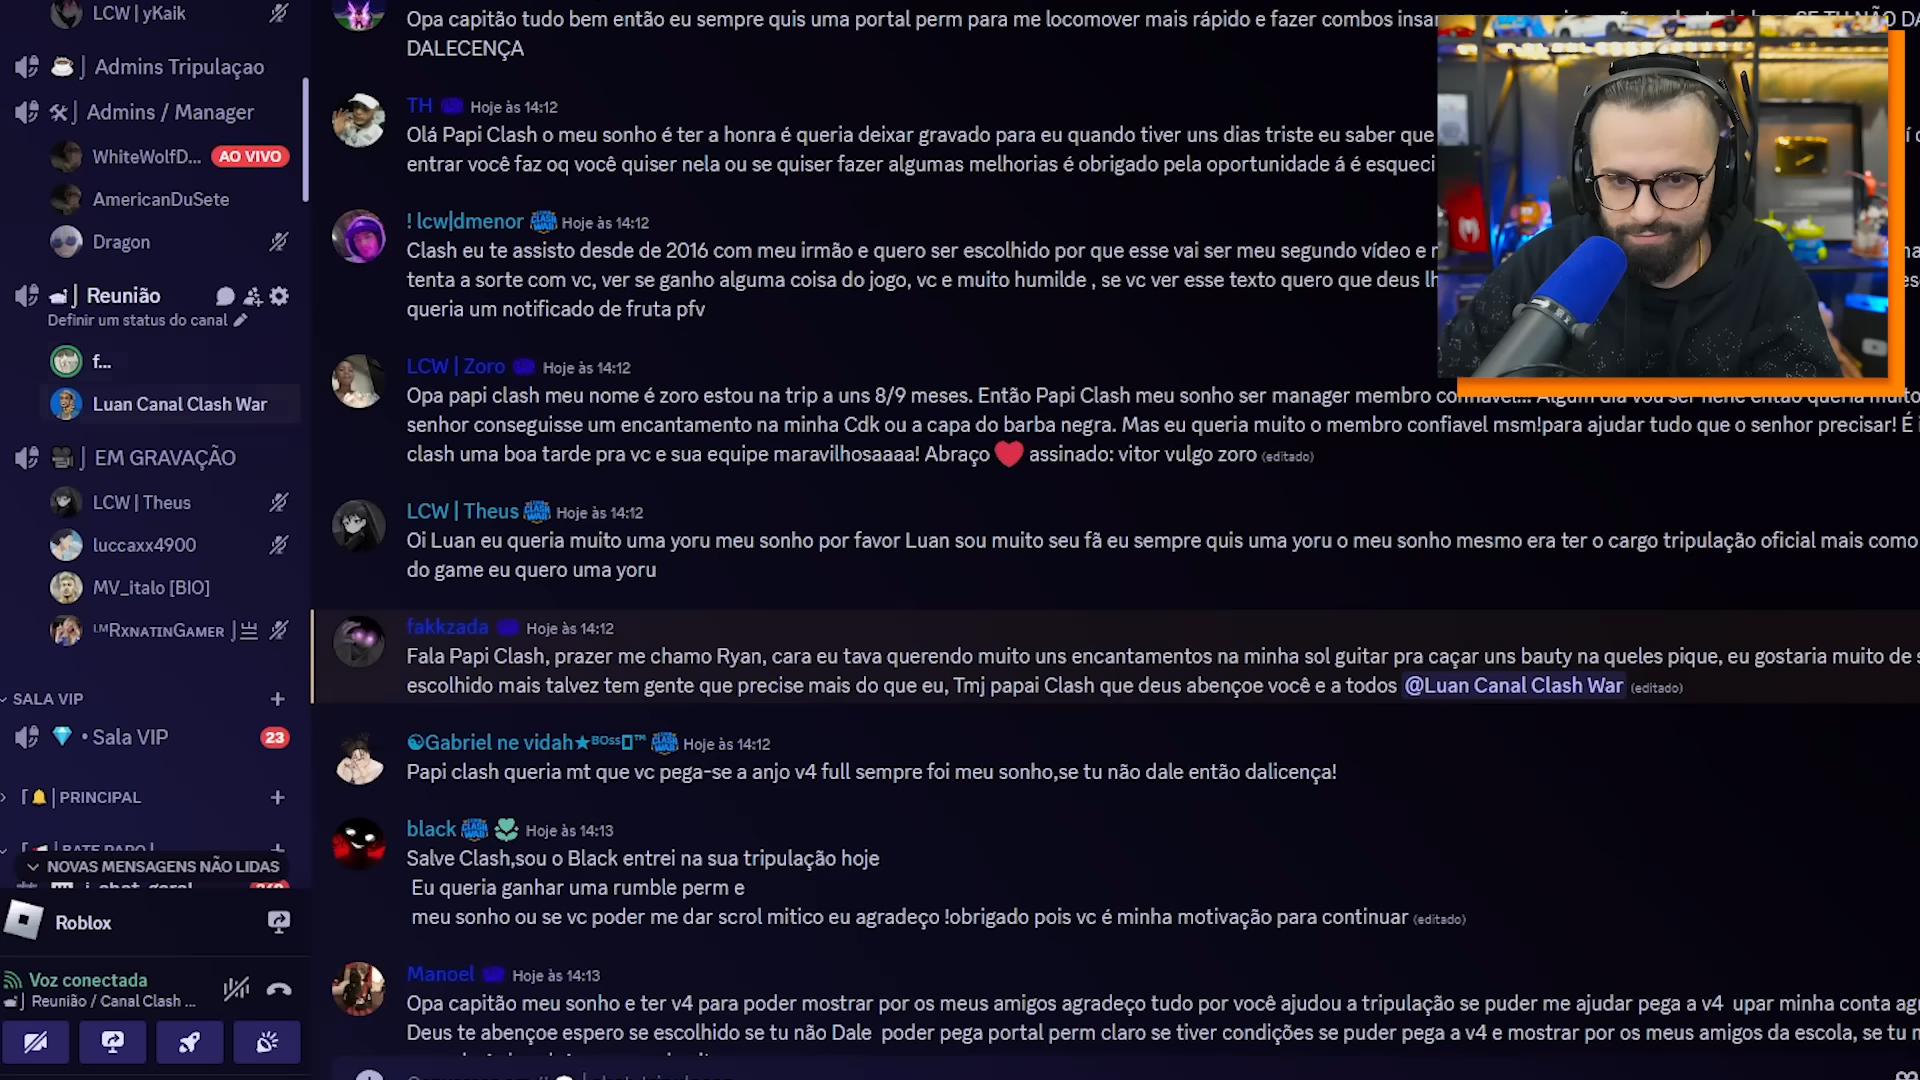 LCW | yKaik
Admins Tripulaçao
Admins / Manager
WhiteWolfD... AO VIVO
AmericanDuSete
Dragon
Reunião
Definir um status do canal
f...
Luan Canal Clash War
EM GRAVAÇÃO
LCW | Theus
luccaxx4900
MV_italo [BIO]
ᴸᴹRxɴᴀᴛɪɴGᴀᴍᴇʀ
SALA VIP
• Sala VIP 23
PRINCIPAL
BATE PAPO
NOVAS MENSAGENS NÃO LIDAS
Roblox
Voz conectada
Reunião / Canal Clash ...
Opa capitão tudo bem então eu sempre quis uma portal perm para me locomover mais rápido e fazer combos
DALECENÇA
TH Hoje às 14:12
Olá Papi Clash o meu sonho é ter a honra é queria deixar gravado para eu quando tiver uns dias triste eu saber que
entrar você faz oq você quiser nela ou se quiser fazer algumas melhorias é obrigado pela oportunidade á é esqueci
! lcw|dmenor Hoje às 14:12
Clash eu te assisto desde de 2016 com meu irmão e quero ser escolhido por que esse vai ser meu segundo vídeo e
tenta a sorte com vc, ver se ganho alguma coisa do jogo, vc e muito humilde , se vc ver esse texto quero que deus
queria um notificado de fruta pfv
LCW | Zoro Hoje às 14:12
Opa papi clash meu nome é zoro estou na trip a uns 8/9 meses. Então Papi Clash meu sonho ser manager membro
senhor conseguisse um encantamento na minha Cdk ou a capa do barba negra. Mas eu queria muito o membro confiavel msm!para ajudar tudo que o senhor precisar! É
clash uma boa tarde pra vc e sua equipe maravilhosaaaa! Abraço ❤️ assinado: vitor vulgo zoro (editado)
LCW | Theus Hoje às 14:12
Oi Luan eu queria muito uma yoru meu sonho por favor Luan sou muito seu fã eu sempre quis uma yoru o meu sonho mesmo era ter o cargo tripulação oficial mais como
do game eu quero uma yoru
fakkzada Hoje às 14:12
Fala Papi Clash, prazer me chamo Ryan, cara eu tava querendo muito uns encantamentos na minha sol guitar pra caçar uns bauty na queles pique, eu gostaria muito de
escolhido mais talvez tem gente que precise mais do que eu, Tmj papai Clash que deus abençoe você e a todos @Luan Canal Clash War (editado)
Gabriel ne vidah★ᴮᴼˢˢ Hoje às 14:12
Papi clash queria mt que vc pega-se a anjo v4 full sempre foi meu sonho,se tu não dale então dalicença!
black Hoje às 14:13
Salve Clash,sou o Black entrei na sua tripulação hoje
Eu queria ganhar uma rumble perm e
meu sonho ou se vc poder me dar scrol mitico eu agradeço !obrigado pois vc é minha motivação para continuar (editado)
Manoel Hoje às 14:13
Opa capitão meu sonho e ter v4 para poder mostrar por os meus amigos agradeço tudo por você ajudou a tripulação se puder me ajudar pega a v4 upar minha conta
Deus te abençoe espero se escolhido se tu não Dale poder pega portal perm claro se tiver condições se puder pega a v4 e mostrar por os meus amigos da escola, se tu